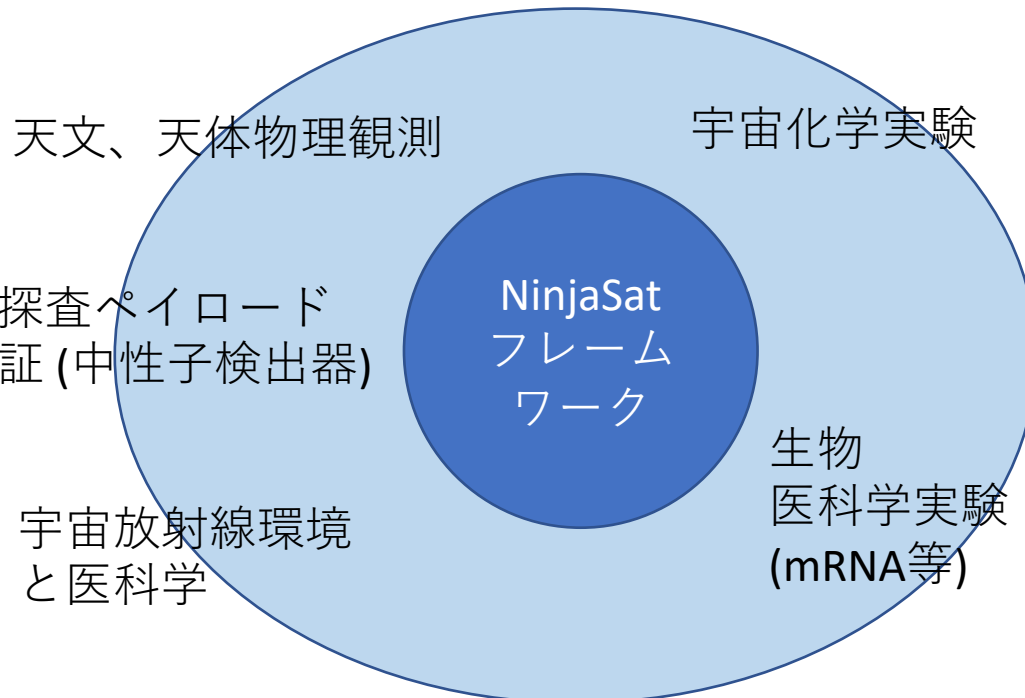 天文、天体物理観測
宇宙化学実験
探査ペイロード
証 (中性子検出器)
NinjaSat
フレーム
ワーク
生物
医科学実験
(mRNA等)
宇宙放射線環境
と医科学